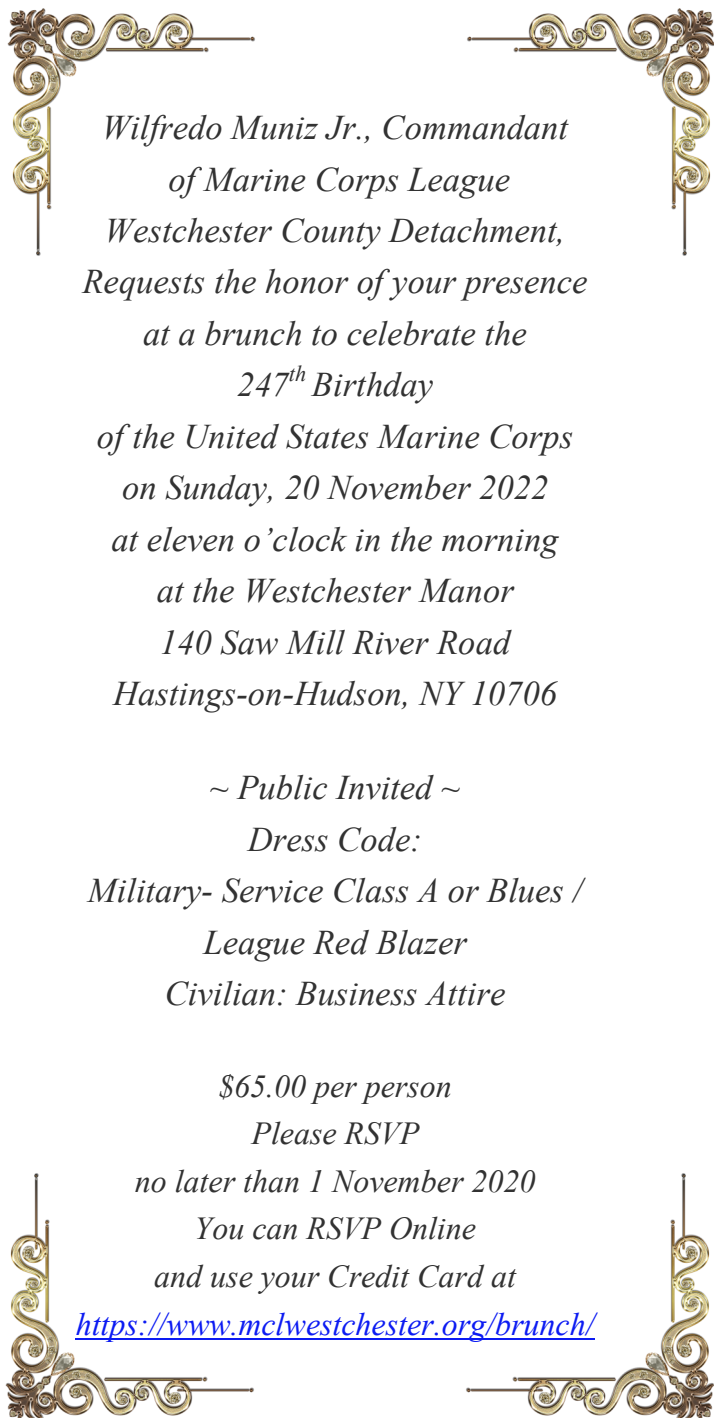 Wilfredo Muniz Jr., Commandant
of Marine Corps League
Westchester County Detachment,
Requests the honor of your presence
at a brunch to celebrate the
247th Birthday
of the United States Marine Corps
on Sunday, 20 November 2022
at eleven o’clock in the morning
at the Westchester Manor
140 Saw Mill River Road
Hastings-on-Hudson, NY 10706
~ Public Invited ~
Dress Code:
Military- Service Class A or Blues /
League Red Blazer
Civilian: Business Attire
$65.00 per person
Please RSVP
no later than 1 November 2020
You can RSVP Online
and use your Credit Card at
https://www.mclwestchester.org/brunch/